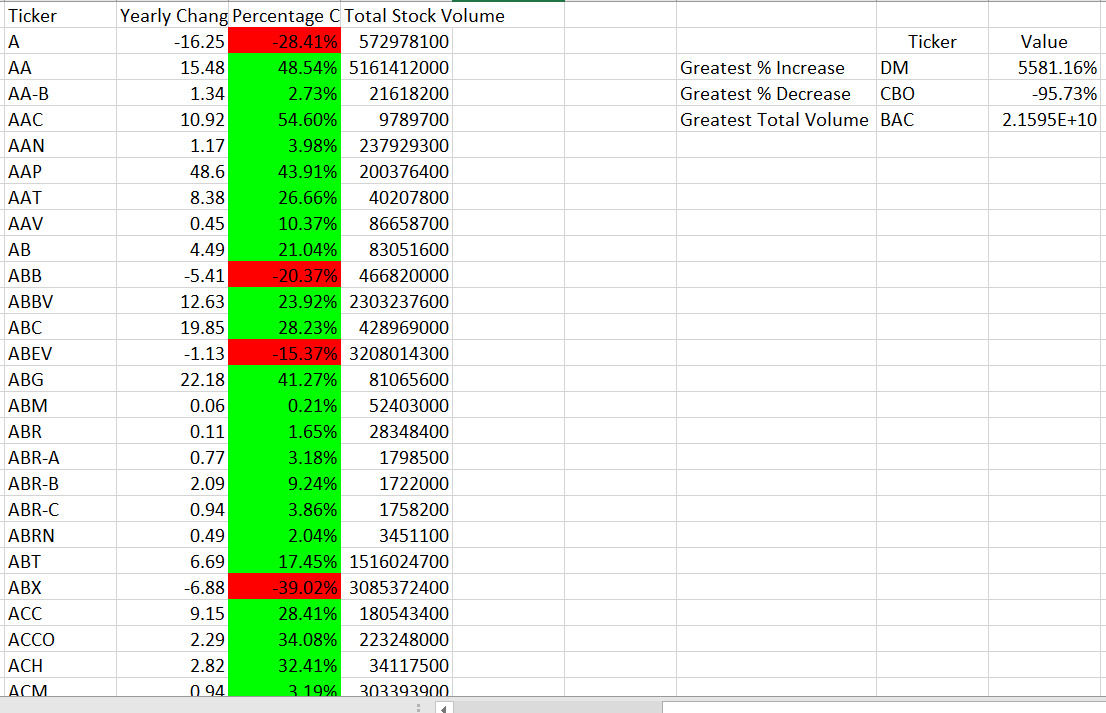 Ticker Yearly Chang Percentage C Total Stock Volume
A -16.25 -28.41% 572978100 Ticker Value
AA 15.48 48.54% 5161412000 Greatest % Increase DM 5581.16%
AA-B 1.34 2.73% 21618200 Greatest % Decrease CBO -95.73%
AAC 10.92 54.60% 9789700 Greatest Total Volume BAC 2.1595E+10
AAN 1.17 3.98% 237929300
AAP 48.6 43.91% 200376400
AAT 8.38 26.66% 40207800
AAV 0.45 10.37% 86658700
AB 4.49 21.04% 83051600
ABB -5.41 -20.37% 466820000
ABBV 12.63 23.92% 2303237600
ABC 19.85 28.23% 428969000
ABEV -1.13 -15.37% 3208014300
ABG 22.18 41.27% 81065600
ABM 0.06 0.21% 52403000
ABR 0.11 1.65% 28348400
ABR-A 0.77 3.18% 1798500
ABR-B 2.09 9.24% 1722000
ABR-C 0.94 3.86% 1758200
ABRN 0.49 2.04% 3451100
ABT 6.69 17.45% 1516024700
ABX -6.88 -39.02% 3085372400
ACC 9.15 28.41% 180543400
ACCO 2.29 34.08% 223248000
ACH 2.82 32.41% 34117500
ACM 0.94 3.19% 303393900